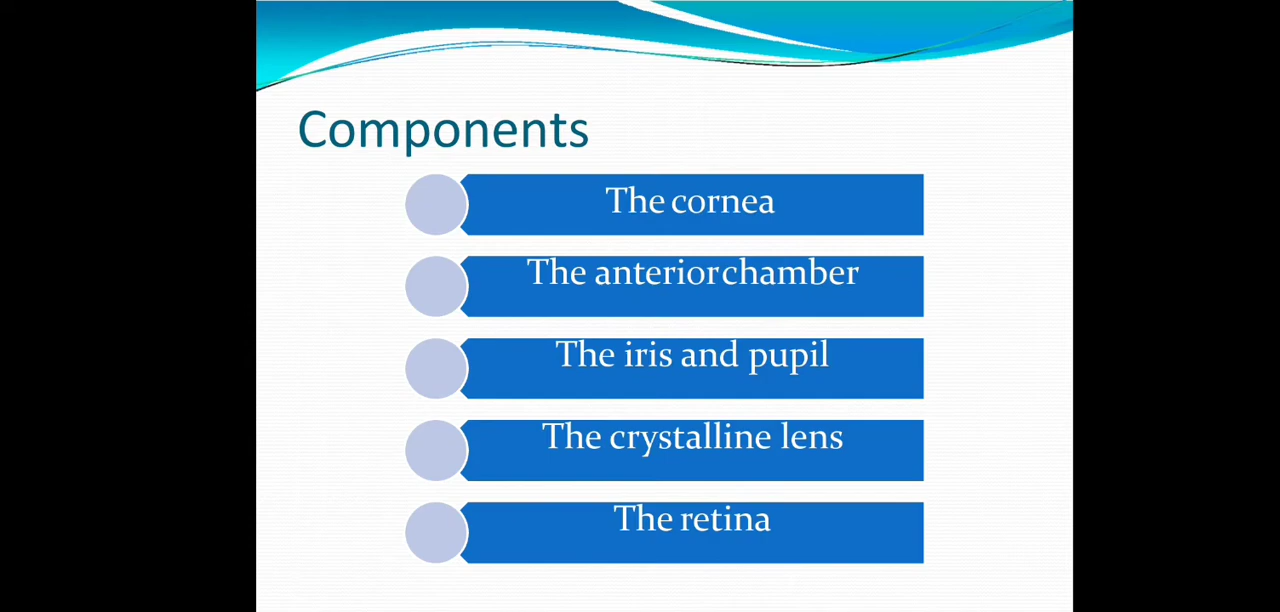 Components
The cornea
The anterior chamber
The iris and pupil
The crystalline lens
The retina